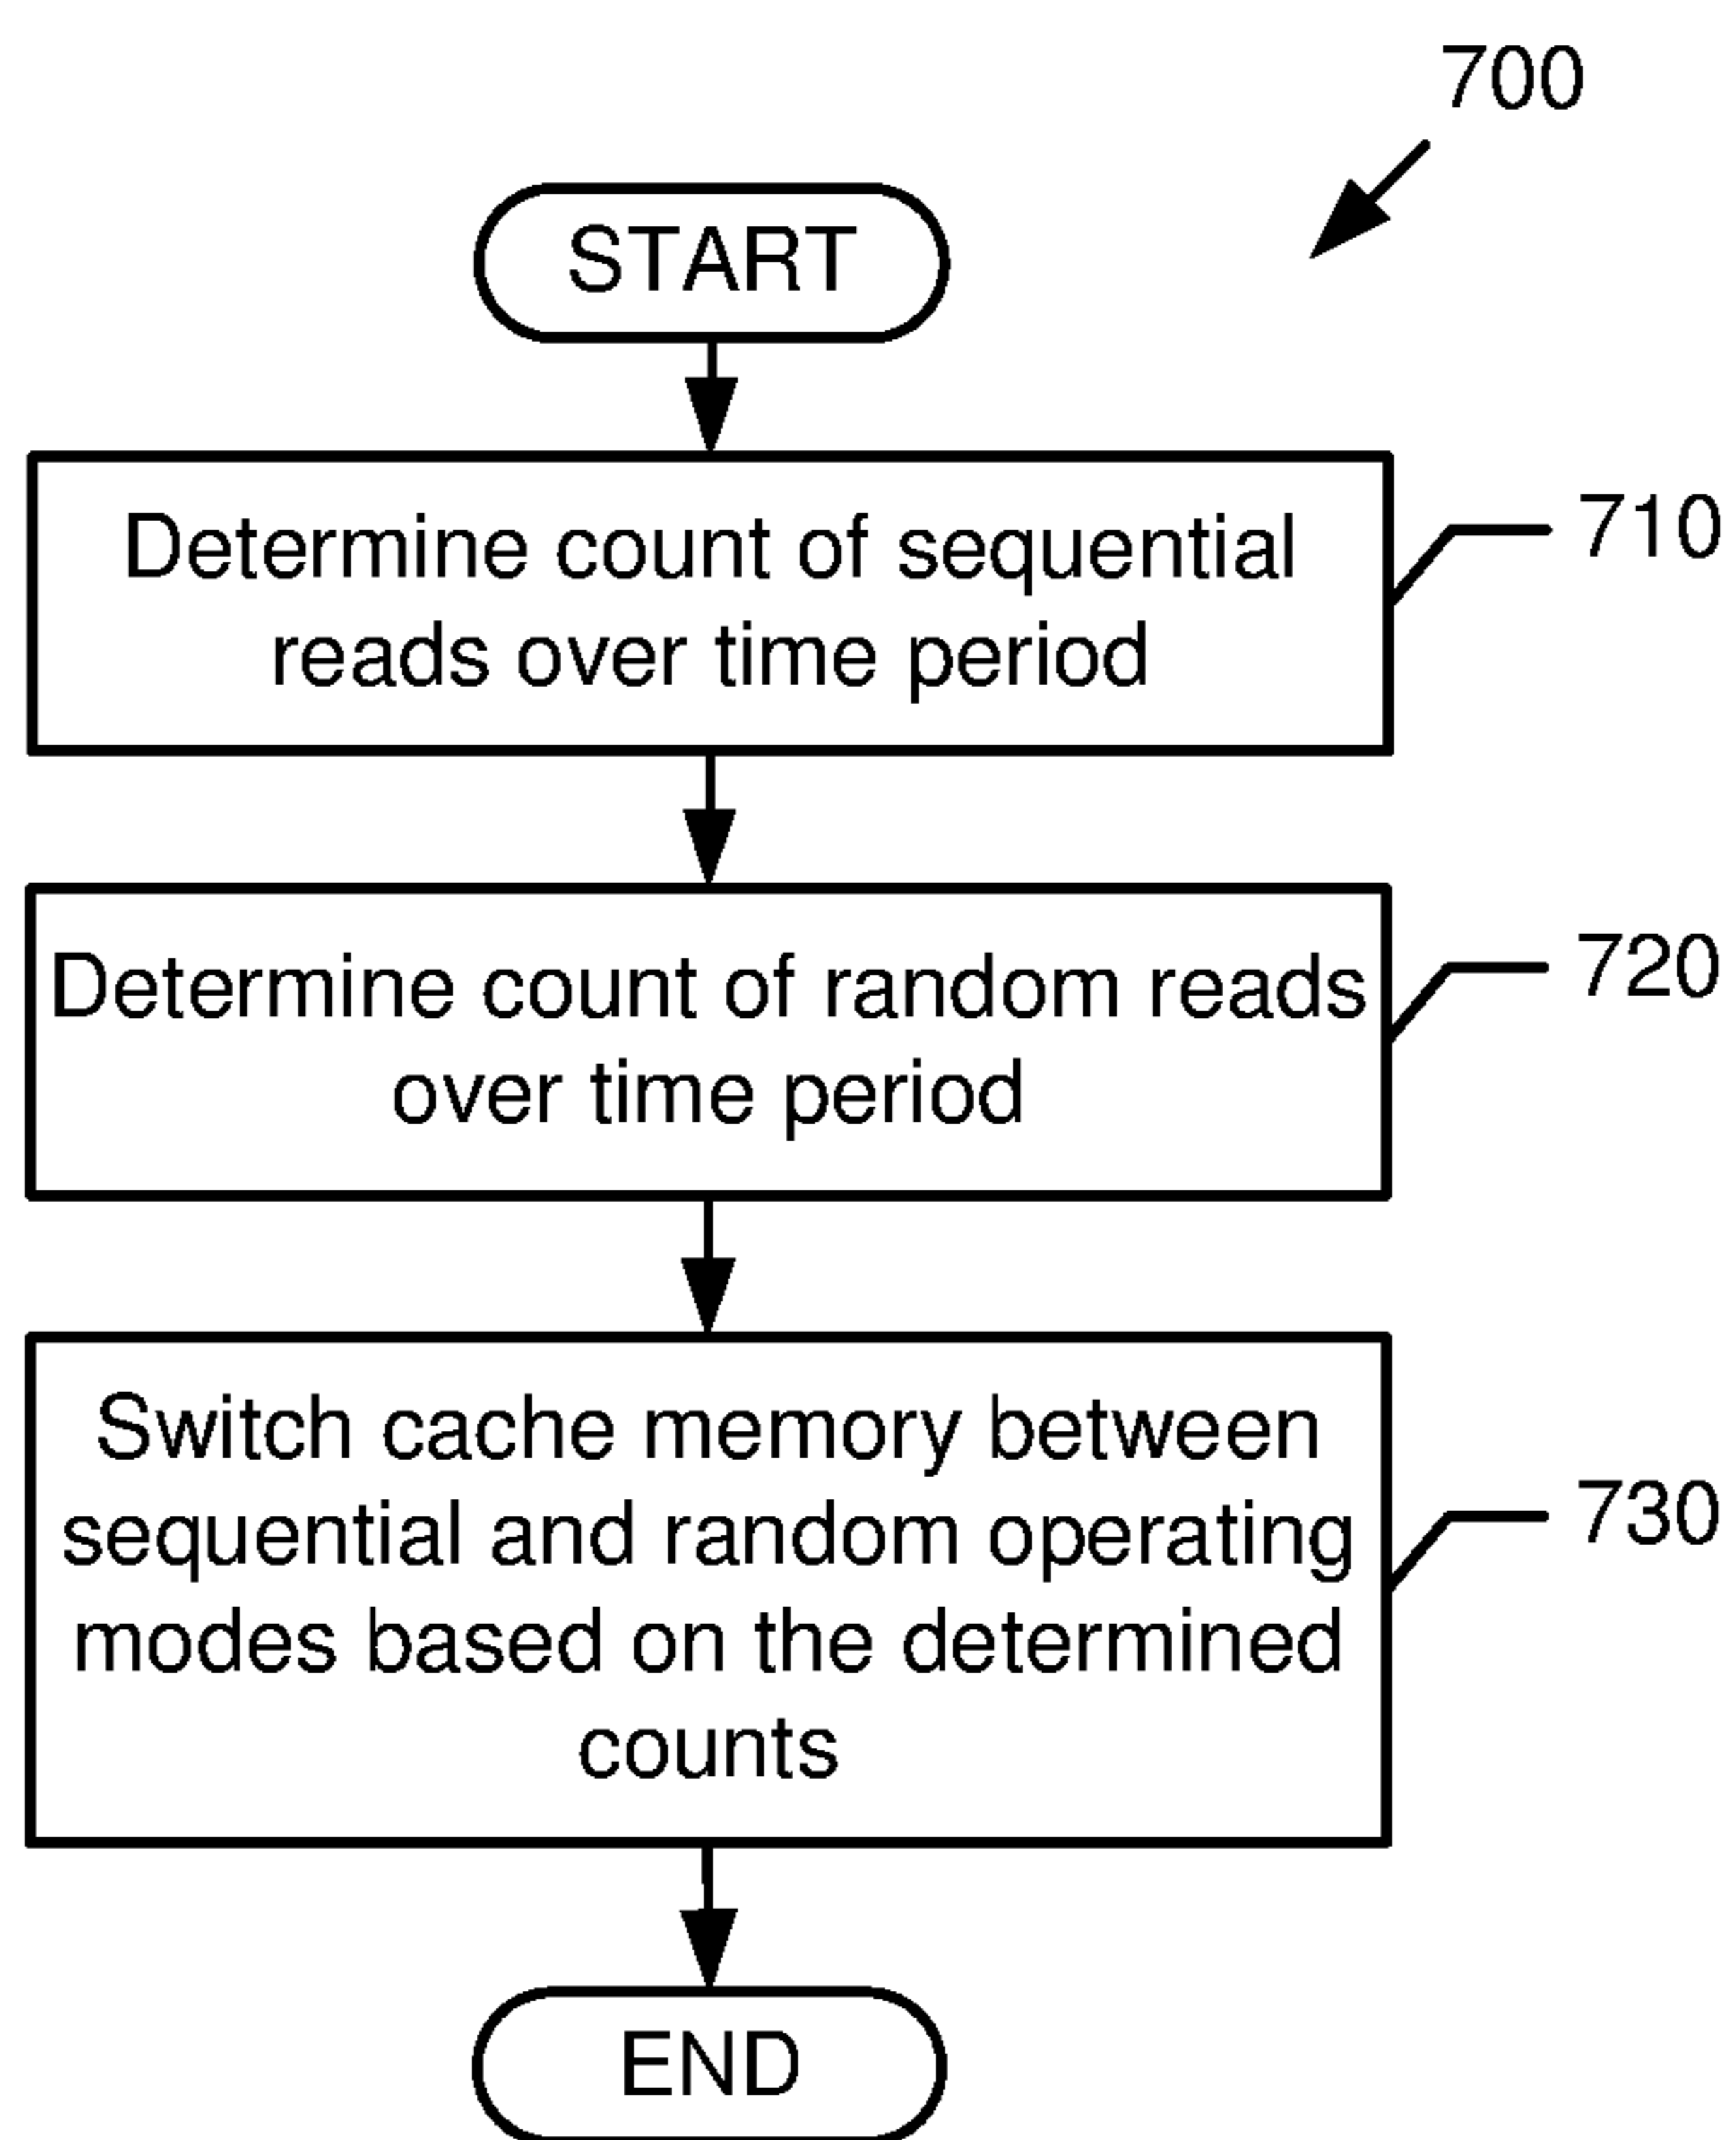 700
START
Determine count of sequential
reads over time period
710
Determine count of random reads
over time period
720
Switch cache memory between
sequential and random operating
modes based on the determined
counts
730
END